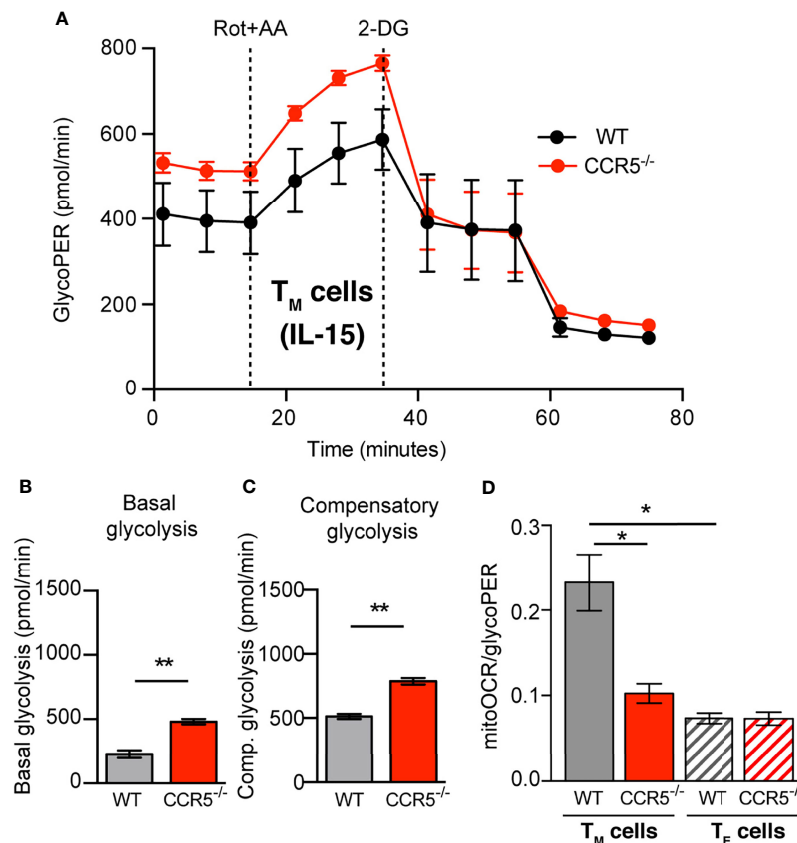 A
Rot+AA 2-DG
GlycoPER (pmol/min)
800
600
400
200
0
WT
CCR5-/-
TM cells
(IL-15)
0 20 40 60 80
Time (minutes)
B
Basal
glycolysis
Basal glycolysis (pmol/min)
1500
1000
500
0
**
WT CCR5-/-
C
Compensatory
glycolysis
Comp. glycolysis (pmol/min)
1500
1000
500
0
**
WT CCR5-/-
D
mitoOCR/glycoPER
0.3
0.2
0.1
0.0
*
*
WT CCR5-/- WT CCR5-/-
TM cells TE cells